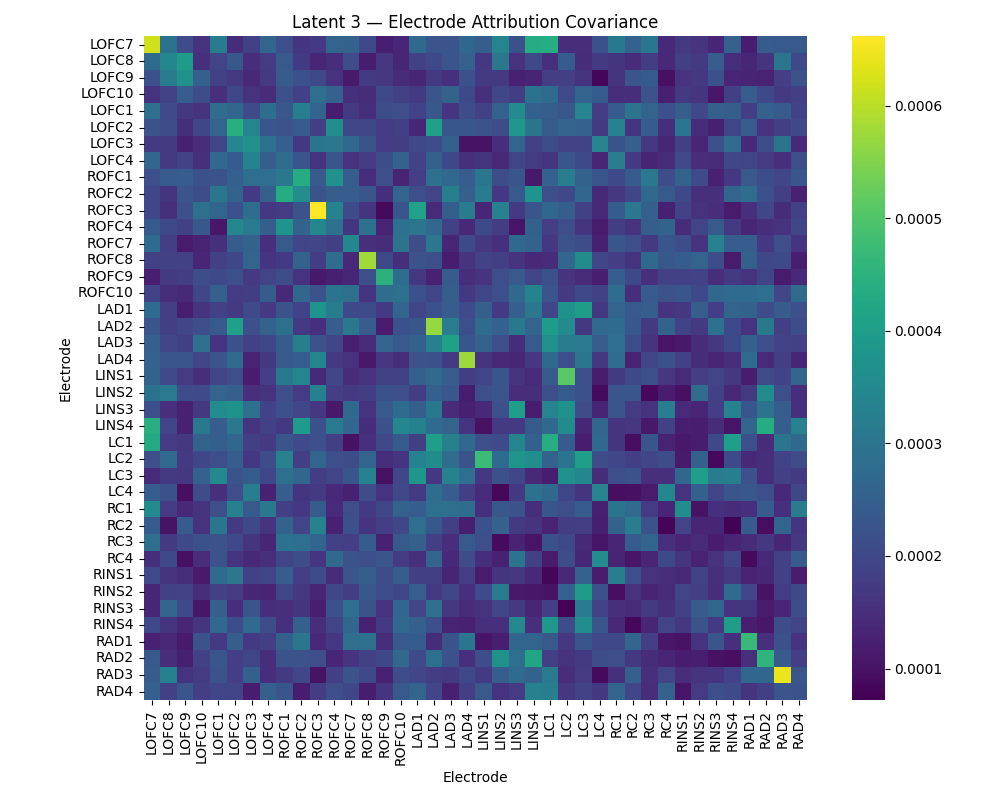 Latent 3 — Electrode Attribution Covariance
Electrode
LOFC7
LOFC8
LOFC9
LOFC10
LOFC1
LOFC2
LOFC3
LOFC4
ROFC1
ROFC2
ROFC3
ROFC4
ROFC7
ROFC8
ROFC9
ROFC10
LAD1
LAD2
LAD3
LAD4
LINS1
LINS2
LINS3
LINS4
LC1
LC2
LC3
LC4
RC1
RC2
RC3
RC4
RINS1
RINS2
RINS3
RINS4
RAD1
RAD2
RAD3
RAD4
LOFC7
LOFC8
LOFC9
LOFC10
LOFC1
LOFC2
LOFC3
LOFC4
ROFC1
ROFC2
ROFC3
ROFC4
ROFC7
ROFC8
ROFC9
ROFC10
LAD1
LAD2
LAD3
LAD4
LINS1
LINS2
LINS3
LINS4
LC1
LC2
LC3
LC4
RC1
RC2
RC3
RC4
RINS1
RINS2
RINS3
RINS4
RAD1
RAD2
RAD3
RAD4
Electrode
0.0006
0.0005
0.0004
0.0003
0.0002
0.0001